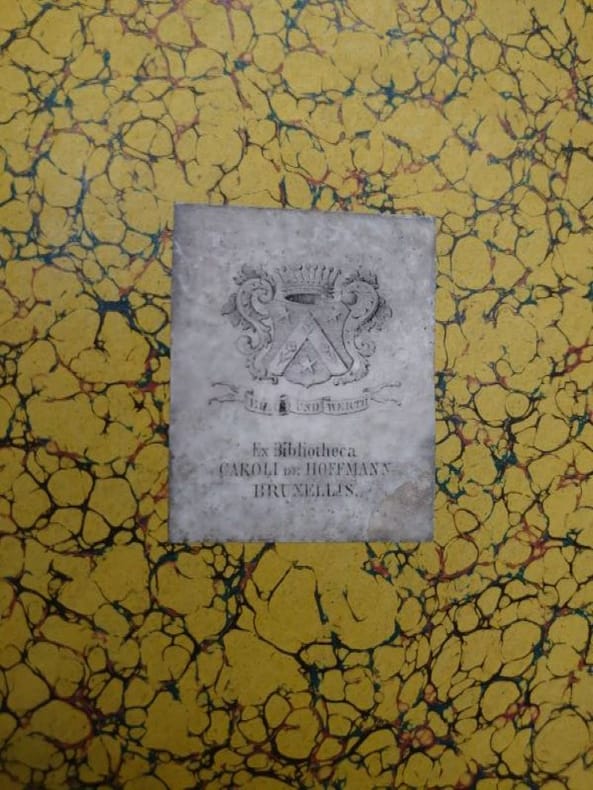 UND WERTH
Ex Bibliotheca
CAROLI DE HOFFMANN
BRUXELLIS.